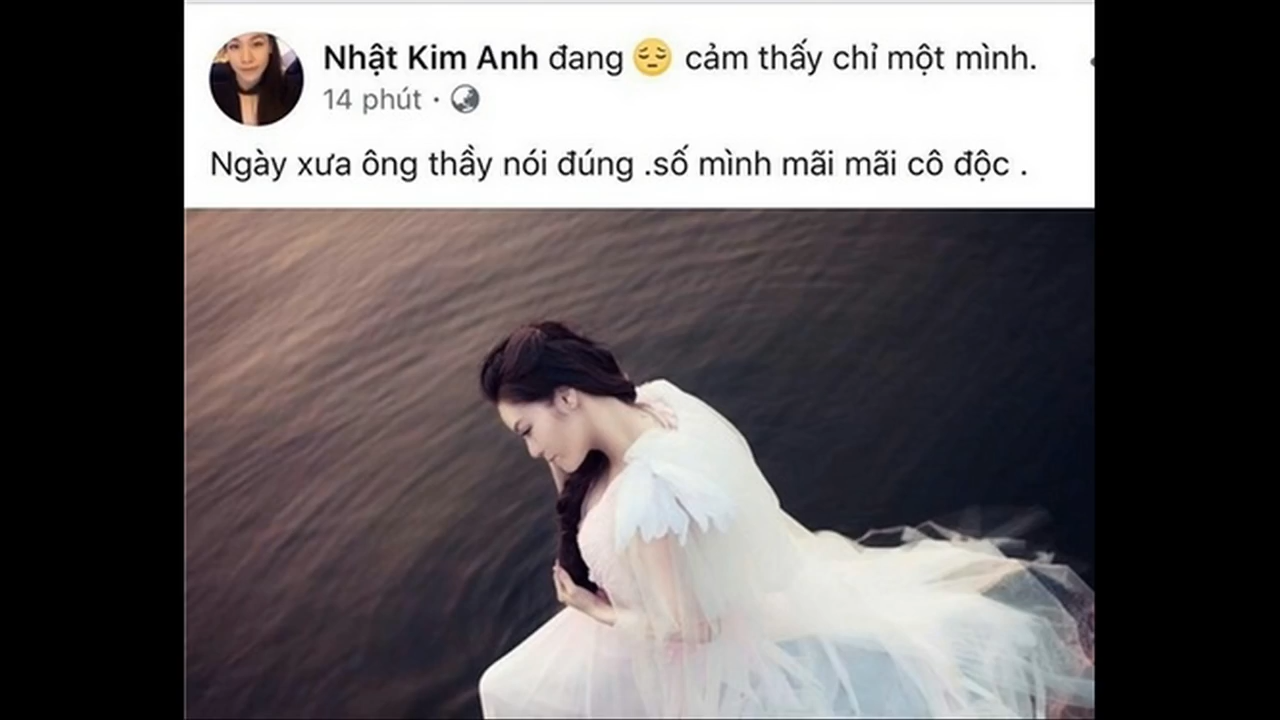 Nhật Kim Anh đang 😔 cảm thấy chỉ một mình.
14 phút ·
Ngày xưa ông thầy nói đúng .số mình mãi mãi cô độc .